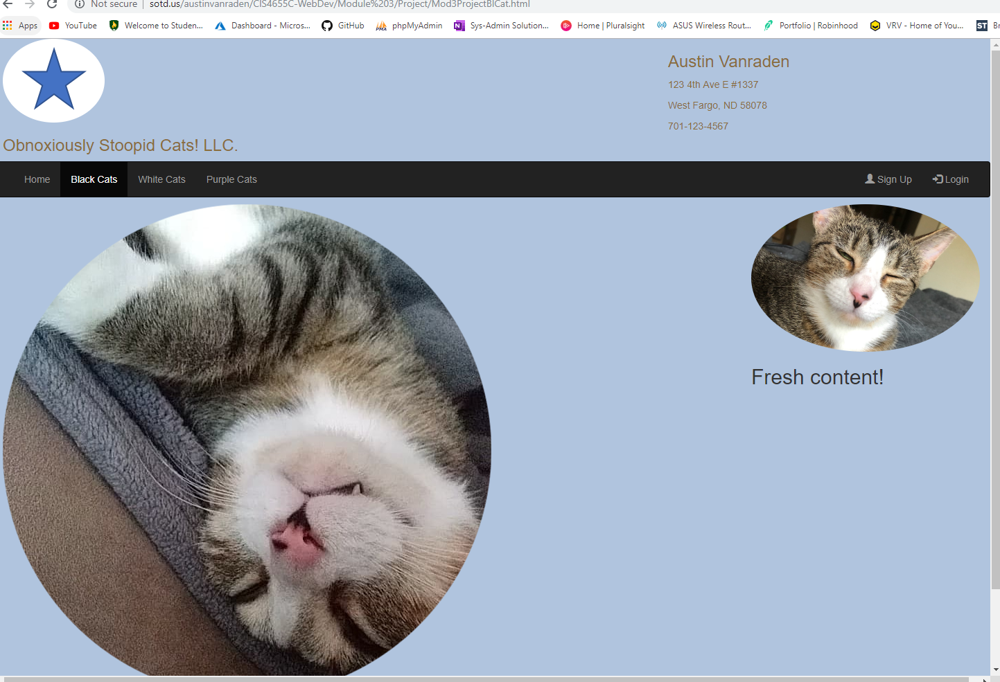 Not secure | sotd.us/austinvanraden/CIS4655C-WebDev/Module%203/Project/Mod3ProjectBlCat.html
Apps YouTube Welcome to Studen... Dashboard - Micros... GitHub phpMyAdmin Sys-Admin Solution... Home | Pluralsight ASUS Wireless Rout... Portfolio | Robinhood VRV - Home of You... ST Br
Austin Vanraden
123 4th Ave E #1337
West Fargo, ND 58078
701-123-4567
Obnoxiously Stoopid Cats! LLC.
Home Black Cats White Cats Purple Cats Sign Up Login
Fresh content!